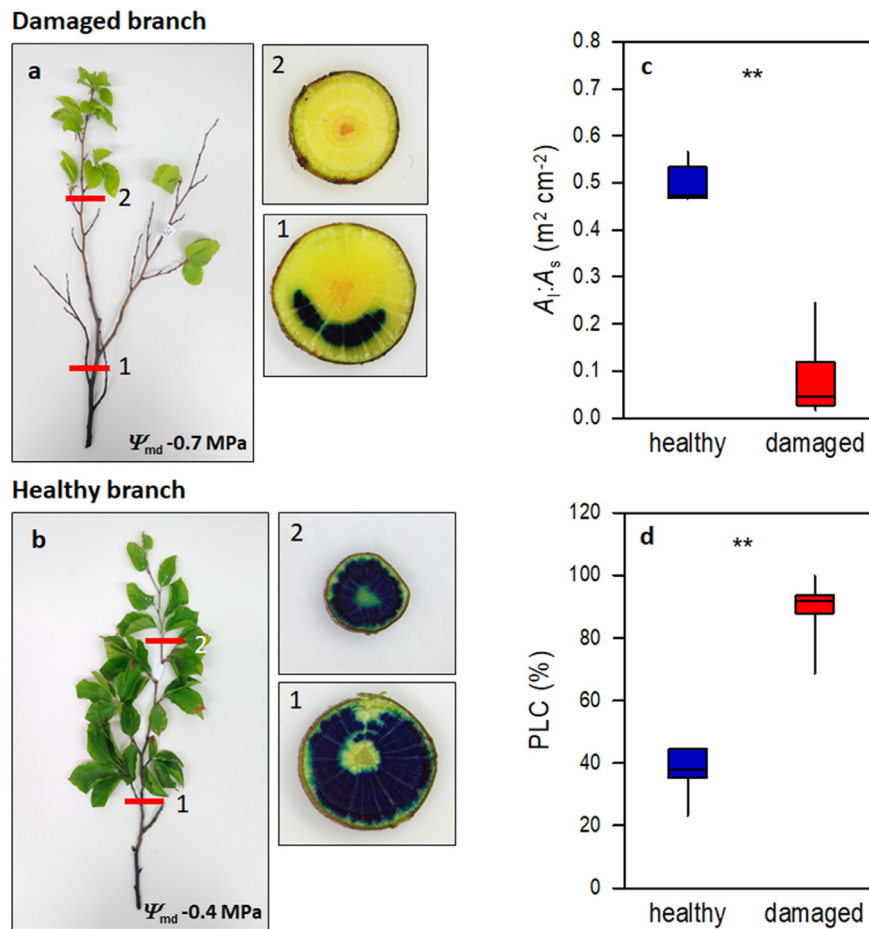 Damaged branch
a
2
1
Ψmd -0.7 MPa
2
1
Healthy branch
b
2
1
Ψmd -0.4 MPa
2
1
c
**
Al:As (m² cm⁻²)
0.8
0.7
0.6
0.5
0.4
0.3
0.2
0.1
0.0
healthy damaged
d
**
PLC (%)
120
100
80
60
40
20
0
healthy damaged